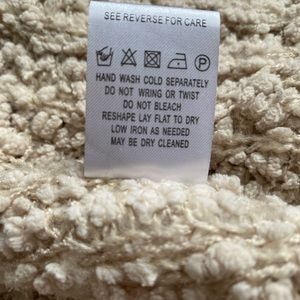 SEE REVERSE FOR CARE
P
HAND WASH COLD SEPARATELY
DO NOT WRING OR TWIST
DO NOT BLEACH
RESHAPE LAY FLAT TO DRY
LOW IRON AS NEEDED
MAY BE DRY CLEANED